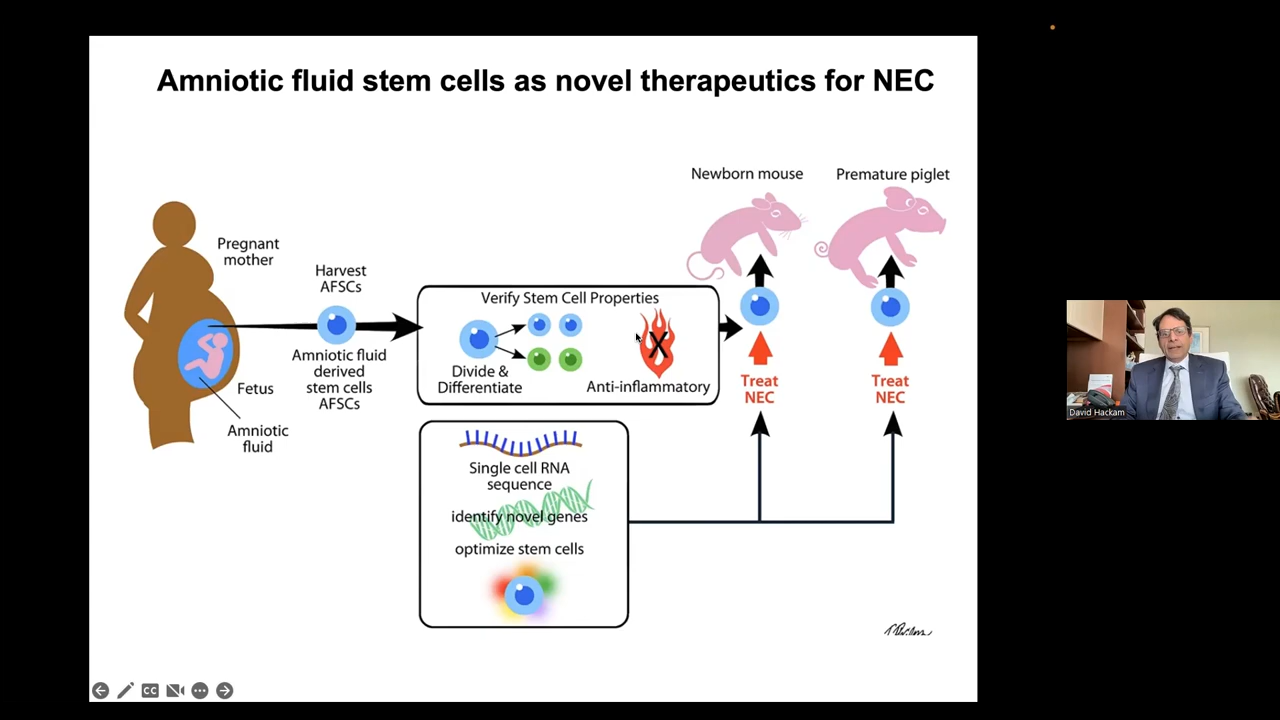 Amniotic fluid stem cells as novel therapeutics for NEC
Newborn mouse
Premature piglet
Pregnant
mother
Harvest
AFSCs
Verify Stem Cell Properties
Amniotic fluid
derived
stem cells
AFSCs
Divide &
Differentiate
X
Anti-inflammatory
Treat
NEC
Treat
NEC
Fetus
Amniotic
fluid
David Hackam
Single cell RNA
sequence
identify novel genes
optimize stem cells
CC